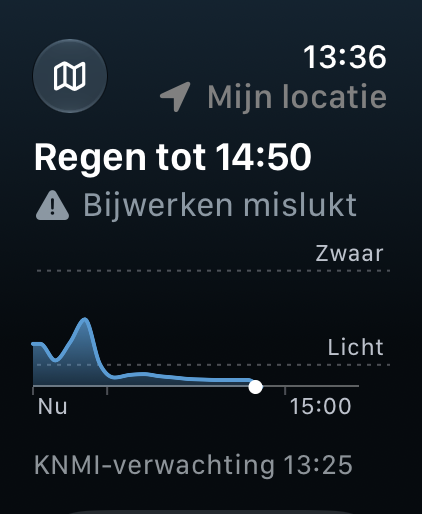 13:36
Mijn locatie
Regen tot 14:50
Bijwerken mislukt
Zwaar
Licht
Nu 15:00
KNMI-verwachting 13:25